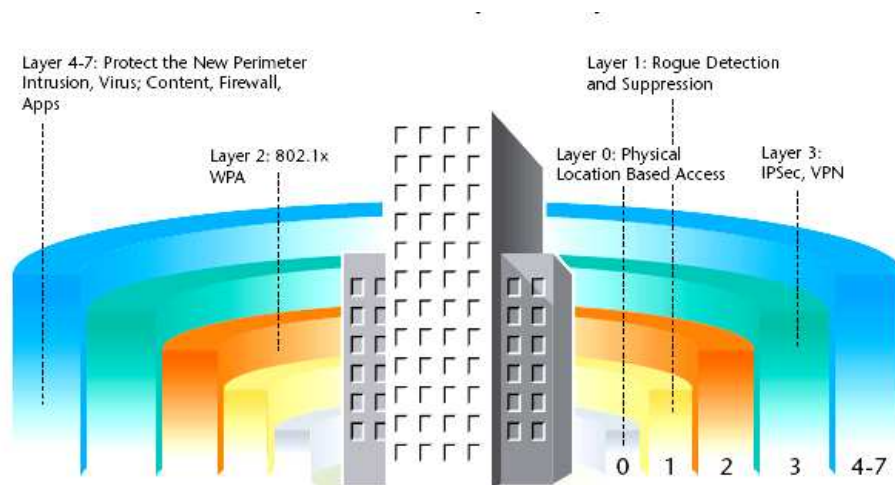 Layer 4-7: Protect the New Perimeter
Intrusion, Virus; Content, Firewall,
Apps
Layer 1: Rogue Detection
and Suppression
Layer 2: 802.1x
WPA
Layer 0: Physical
Location Based Access
Layer 3:
IPSec, VPN
0 1 2 3 4-7